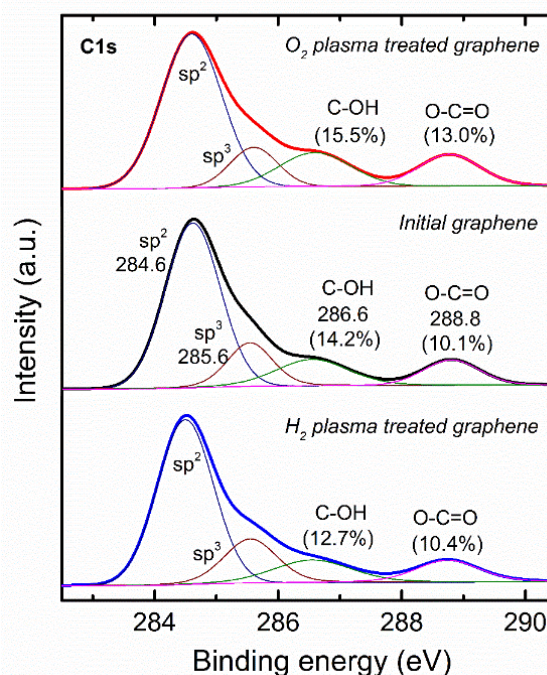 C1s
O₂ plasma treated graphene
sp²
sp³
C-OH
(15.5%)
O-C=O
(13.0%)
Initial graphene
sp²
284.6
sp³
285.6
C-OH
286.6
(14.2%)
O-C=O
288.8
(10.1%)
H₂ plasma treated graphene
sp²
sp³
C-OH
(12.7%)
O-C=O
(10.4%)
Intensity (a.u.)
284 286 288 290
Binding energy (eV)